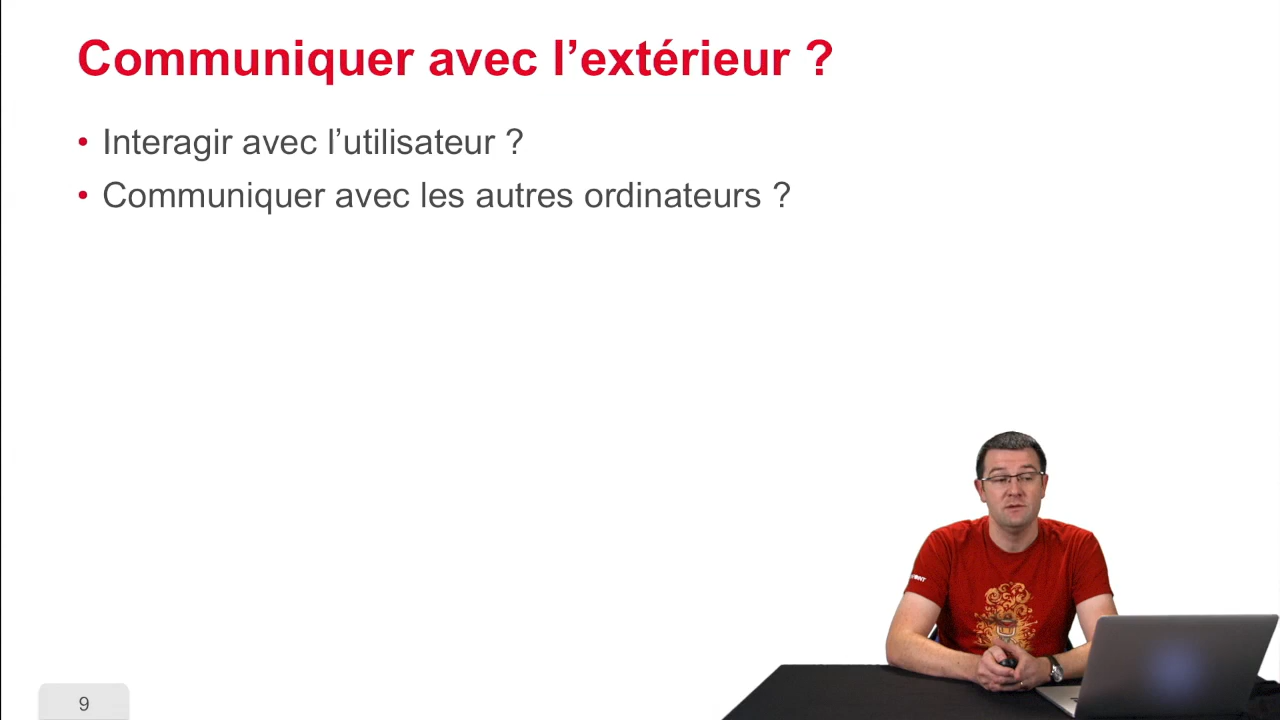 Communiquer avec l’extérieur ?
• Interagir avec l’utilisateur ?
• Communiquer avec les autres ordinateurs ?
9